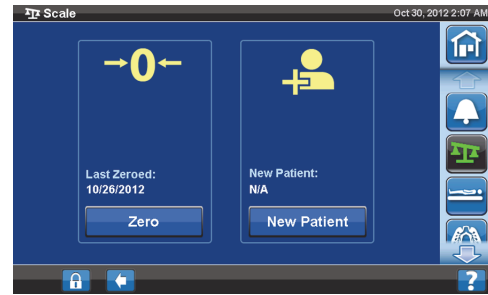 Scale
Oct 30, 2012 2:07 AM
→0←
Last Zeroed:
10/26/2012
Zero
New Patient:
N/A
New Patient
?